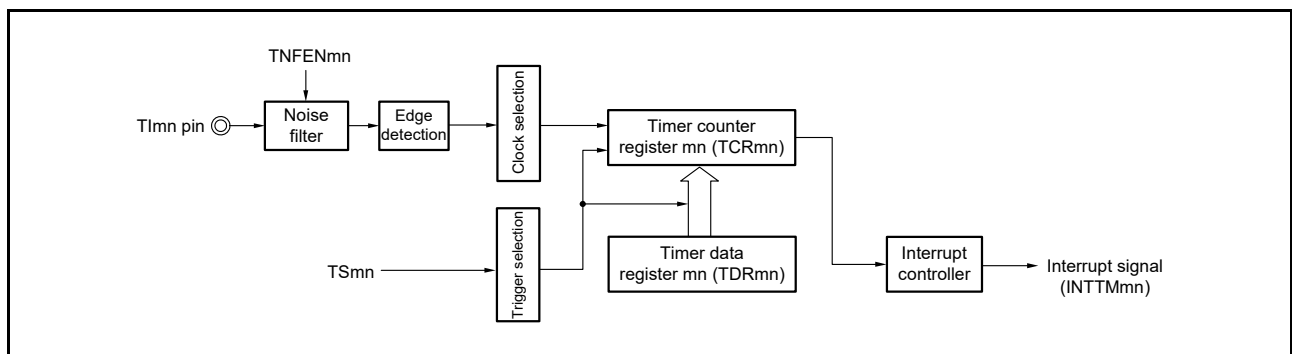 TNFENmn
TImn pin
Noise
filter
Edge
detection
Clock selection
Timer counter
register mn (TCRmn)
TSmn
Trigger selection
Timer data
register mn (TDRmn)
Interrupt
controller
Interrupt signal
(INTTMmn)